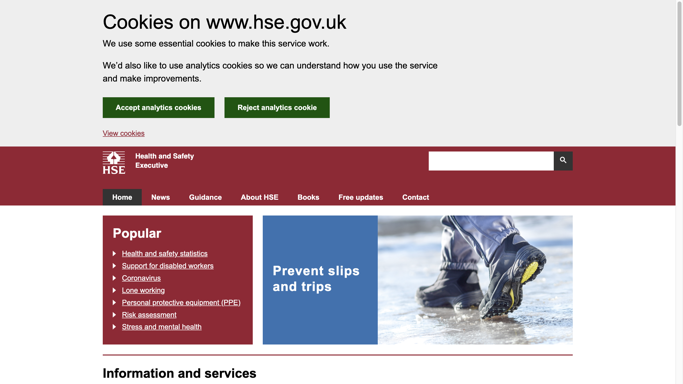 Cookies on www.hse.gov.uk
We use some essential cookies to make this service work.
We'd also like to use analytics cookies so we can understand how you use the service
and make improvements.
Accept analytics cookies
Reject analytics cookie
View cookies
HSE
Health and Safety
Executive
Home
News
Guidance
About HSE
Books
Free updates
Contact
Popular
Health and safety statistics
Support for disabled workers
Coronavirus
Lone working
Personal protective equipment (PPE)
Risk assessment
Stress and mental health
Prevent slips
and trips
Information and services